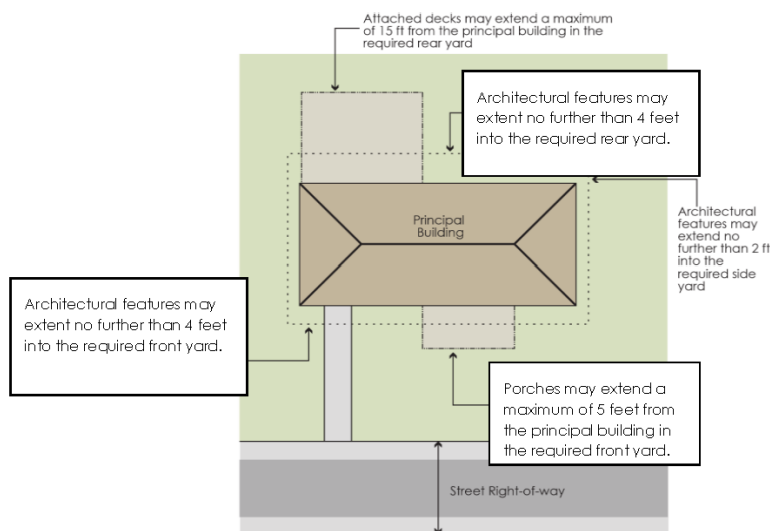 Attached decks may extend a maximum
of 15 ft from the principal building in the
required rear yard
Architectural features may
extent no further than 4 feet
into the required rear yard.
Principal
Building
Architectural
features may
extend no
further than 2 ft
into the
required side
yard
Architectural features may
extent no further than 4 feet
into the required front yard.
Porches may extend a
maximum of 5 feet from
the principal building in
the required front yard.
Street Right-of-way